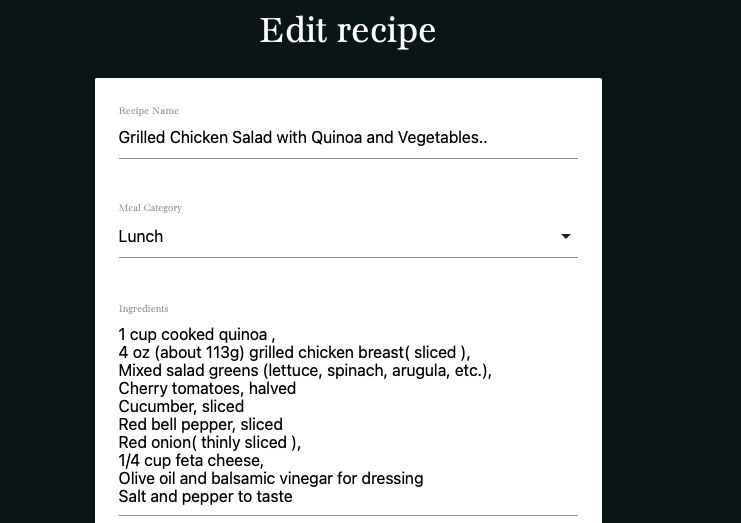 Edit recipe
Recipe Name
Grilled Chicken Salad with Quinoa and Vegetables..
Meal Category
Lunch
Ingredients
1 cup cooked quinoa ,
4 oz (about 113g) grilled chicken breast( sliced ),
Mixed salad greens (lettuce, spinach, arugula, etc.),
Cherry tomatoes, halved
Cucumber, sliced
Red bell pepper, sliced
Red onion( thinly sliced ),
1/4 cup feta cheese,
Olive oil and balsamic vinegar for dressing
Salt and pepper to taste